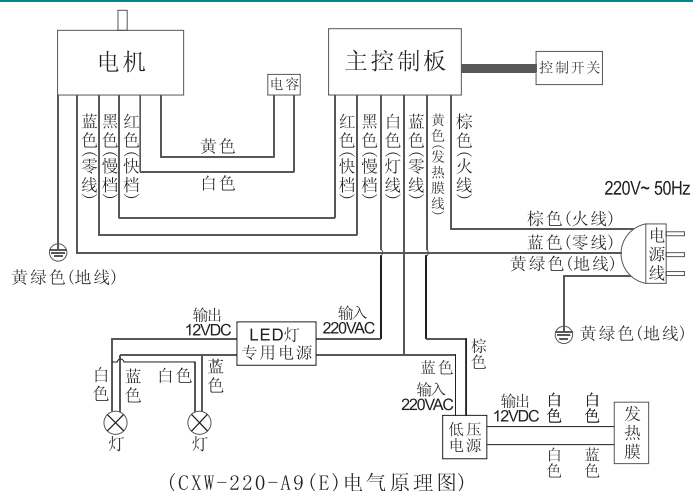 电机
主控制板
电容
控制开关
蓝色(零线)
黑色(慢档)
红色(快档)
黄色
白色
红色(快档)
黑色(慢档)
白色(灯线)
蓝色(零线)
黄色(发热膜线)
棕色(火线)
220V~ 50Hz
棕色(火线)
蓝色(零线)
黄绿色(地线)
电源线
黄绿色(地线)
黄绿色(地线)
输出
12VDC
LED灯
专用电源
输入
220VAC
白色
蓝色
白色
蓝色
灯
灯
蓝色
棕色
输入
220VAC
低压
电源
输出
12VDC
白色
白色
白色
蓝色
发热膜
(CXW-220-A9(E)电气原理图)